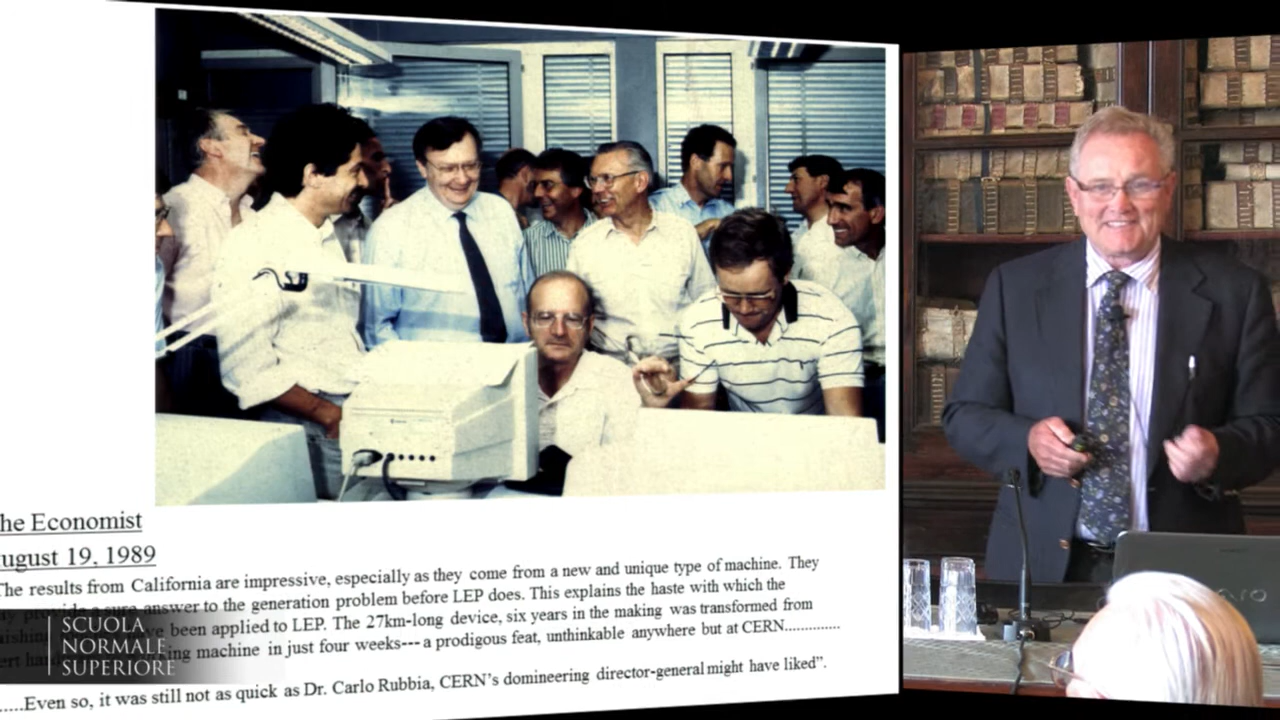 he Economist
ugust 19, 1989
The results from California are impressive, especially as they come from a new and unique type of machine. They
provide a sure answer to the generation problem before LEP does. This explains the haste with which the
been applied to LEP. The 27km-long device, six years in the making was transformed from
machine in just four weeks--- a prodigous feat, unthinkable anywhere but at CERN.............
.....Even so, it was still not as quick as Dr. Carlo Rubbia, CERN's domineering director-general might have liked".
SCUOLA
NORMALE
SUPERIORE
VAIO